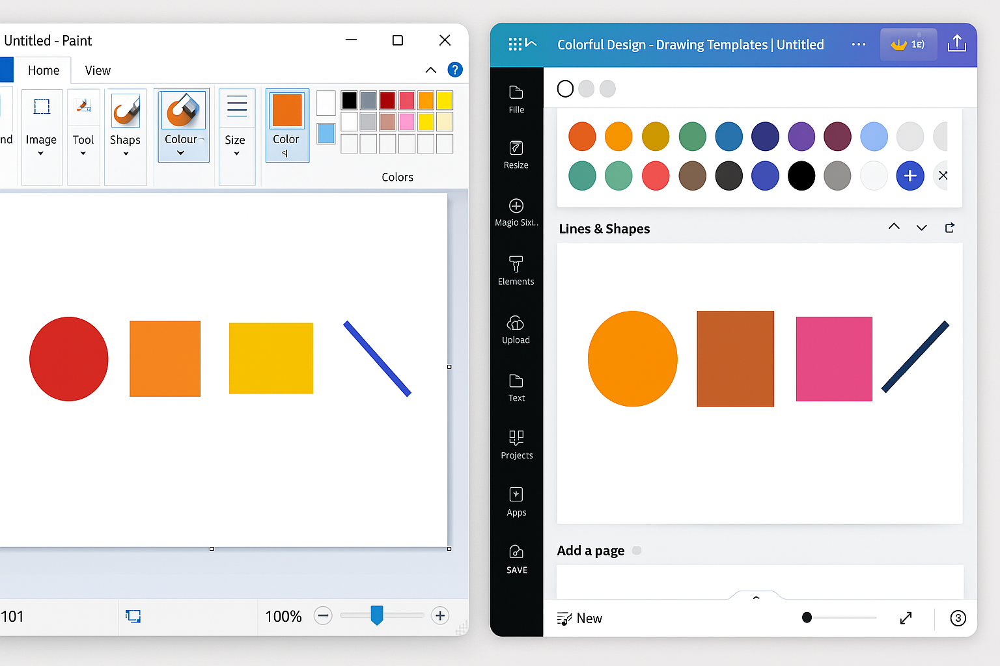 Untitled - Paint
Home
View
?
nd
Image
Tool
Shaps
Colour
Size
Color
Colors
101
100%
Colorful Design - Drawing Templates | Untitled
Fille
Resize
Magio Sixt..
Elements
Upload
Text
Projects
Apps
SAVE
Lines & Shapes
Add a page
New
3